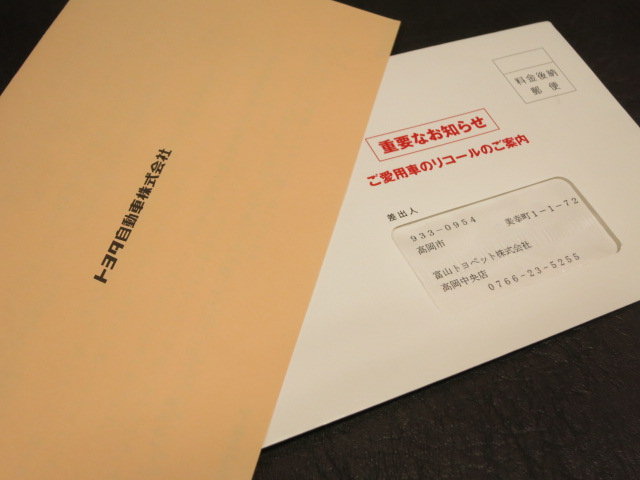 トヨタ自動車株式会社
料金後納
郵便
重要なお知らせ
ご愛用車のリコールのご案内
差出人
933-0954 美幸町1-1-72
高岡市
富山トヨペット株式会社
高岡中央店 0766-23-5255